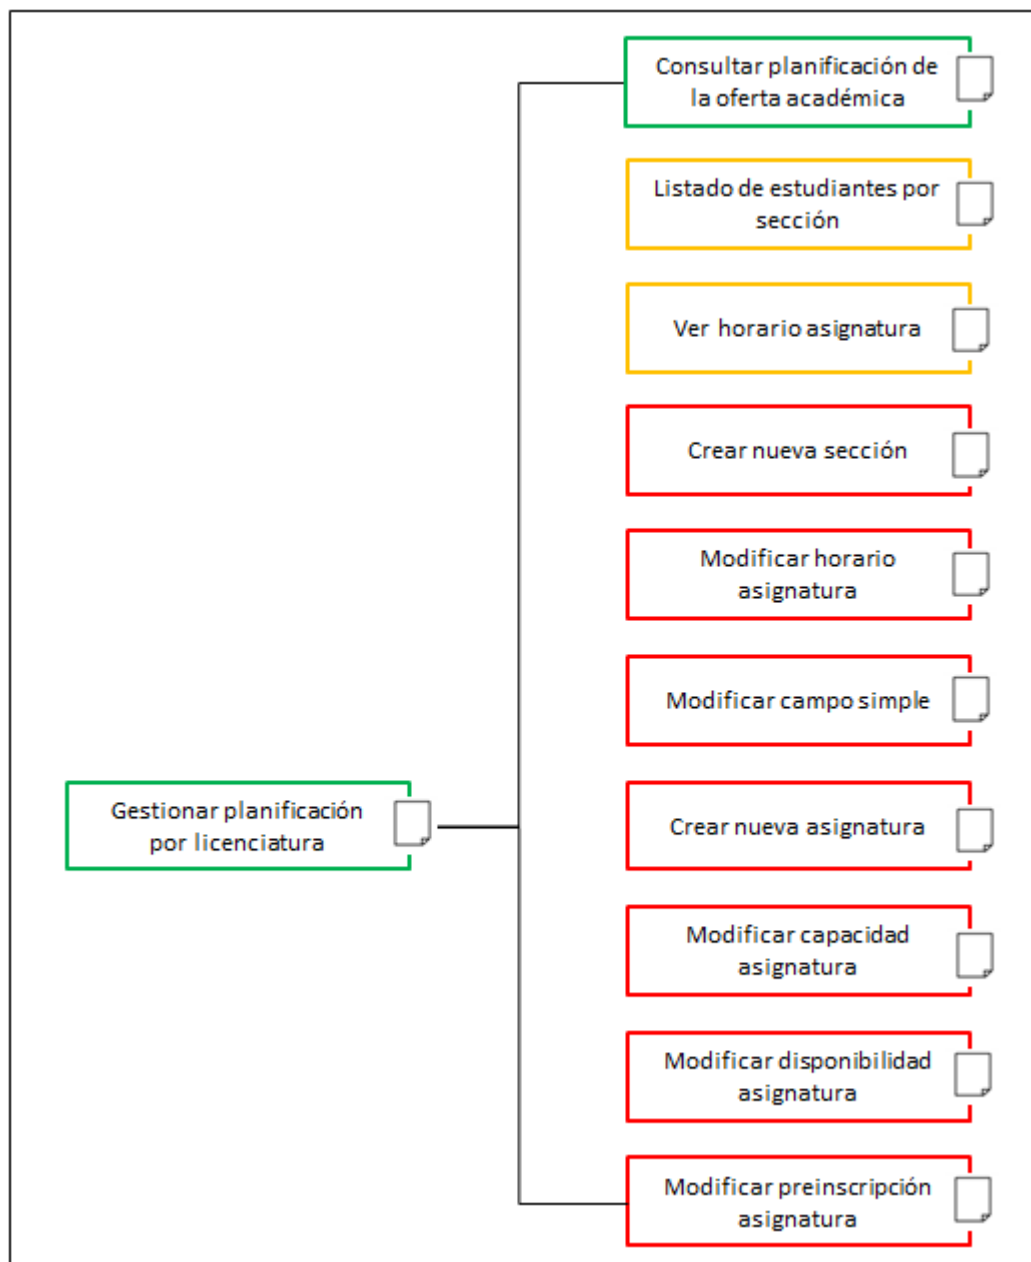 Consultar planificación de
la oferta académica
Listado de estudiantes por
sección
Ver horario asignatura
Crear nueva sección
Modificar horario
asignatura
Modificar campo simple
Gestionar planificación
por licenciatura
Crear nueva asignatura
Modificar capacidad
asignatura
Modificar disponibilidad
asignatura
Modificar preinscripción
asignatura